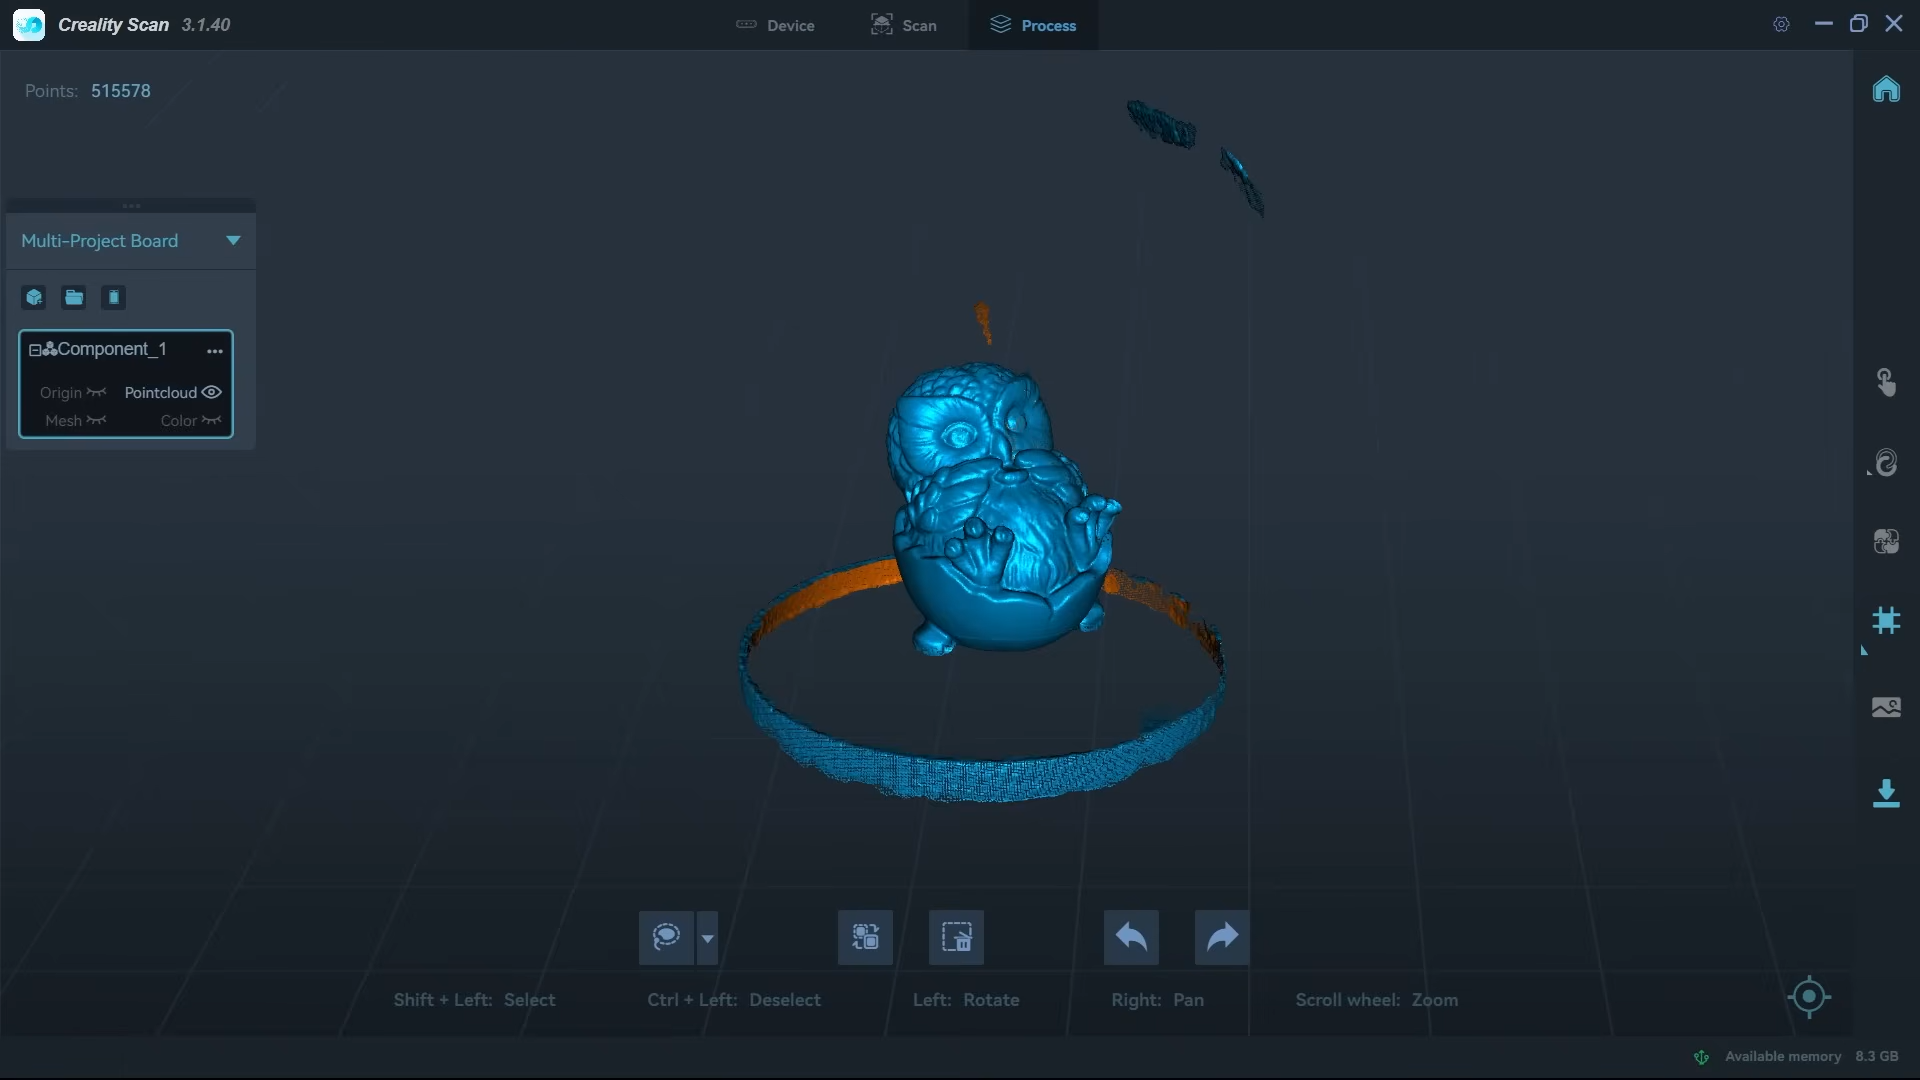 Creality Scan 3.1.40
Device
Scan
Process
Points: 515578
Multi-Project Board
Component_1
Origin
Pointcloud
Mesh
Color
Shift + Left: Select
Ctrl + Left: Deselect
Left: Rotate
Right: Pan
Scroll wheel: Zoom
Available memory 8.3 GB